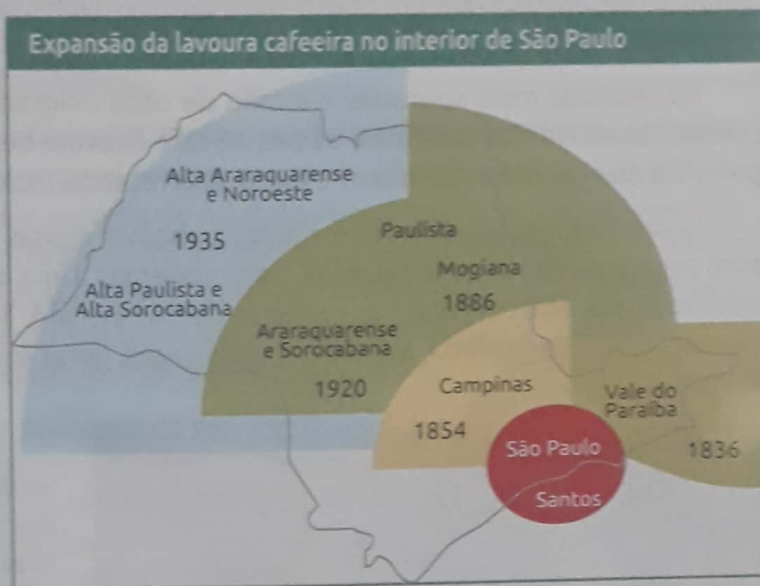 Expansão da lavoura cafeeira no interior de São Paulo
Alta Araraquarense
e Noroeste
1935
Alta Paulista e
Alta Sorocabana
Paulista
Mogiana
1886
Araraquarense
e Sorocabana
1920
Campinas
1854
Vale do
Paraíba
1836
São Paulo
Santos